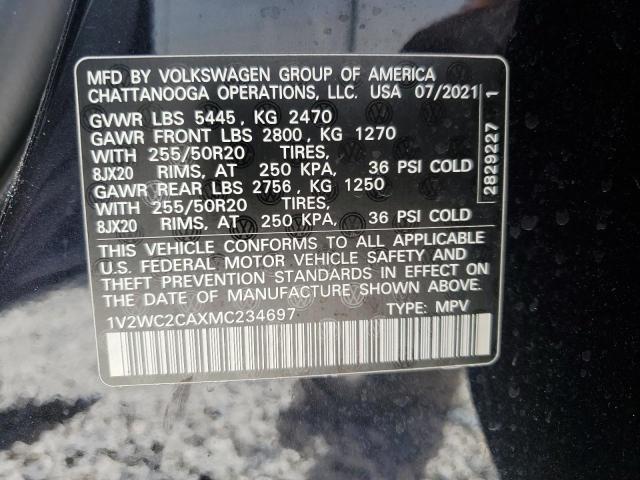 MFD BY VOLKSWAGEN GROUP OF AMERICA
CHATTANOOGA OPERATIONS, LLC. USA 07/2021
GVWR LBS 5445, KG 2470
GAWR FRONT LBS 2800, KG 1270
WITH 255/50R20 TIRES,
8JX20 RIMS, AT 250 KPA, 36 PSI COLD
GAWR REAR LBS 2756, KG 1250
WITH 255/50R20 TIRES,
8JX20 RIMS, AT 250 KPA, 36 PSI COLD
THIS VEHICLE CONFORMS TO ALL APPLICABLE
U.S. FEDERAL MOTOR VEHICLE SAFETY AND
THEFT PREVENTION STANDARDS IN EFFECT ON
THE DATE OF MANUFACTURE SHOWN ABOVE.
1V2WC2CAXMC234697 TYPE: MPV
2829227 1